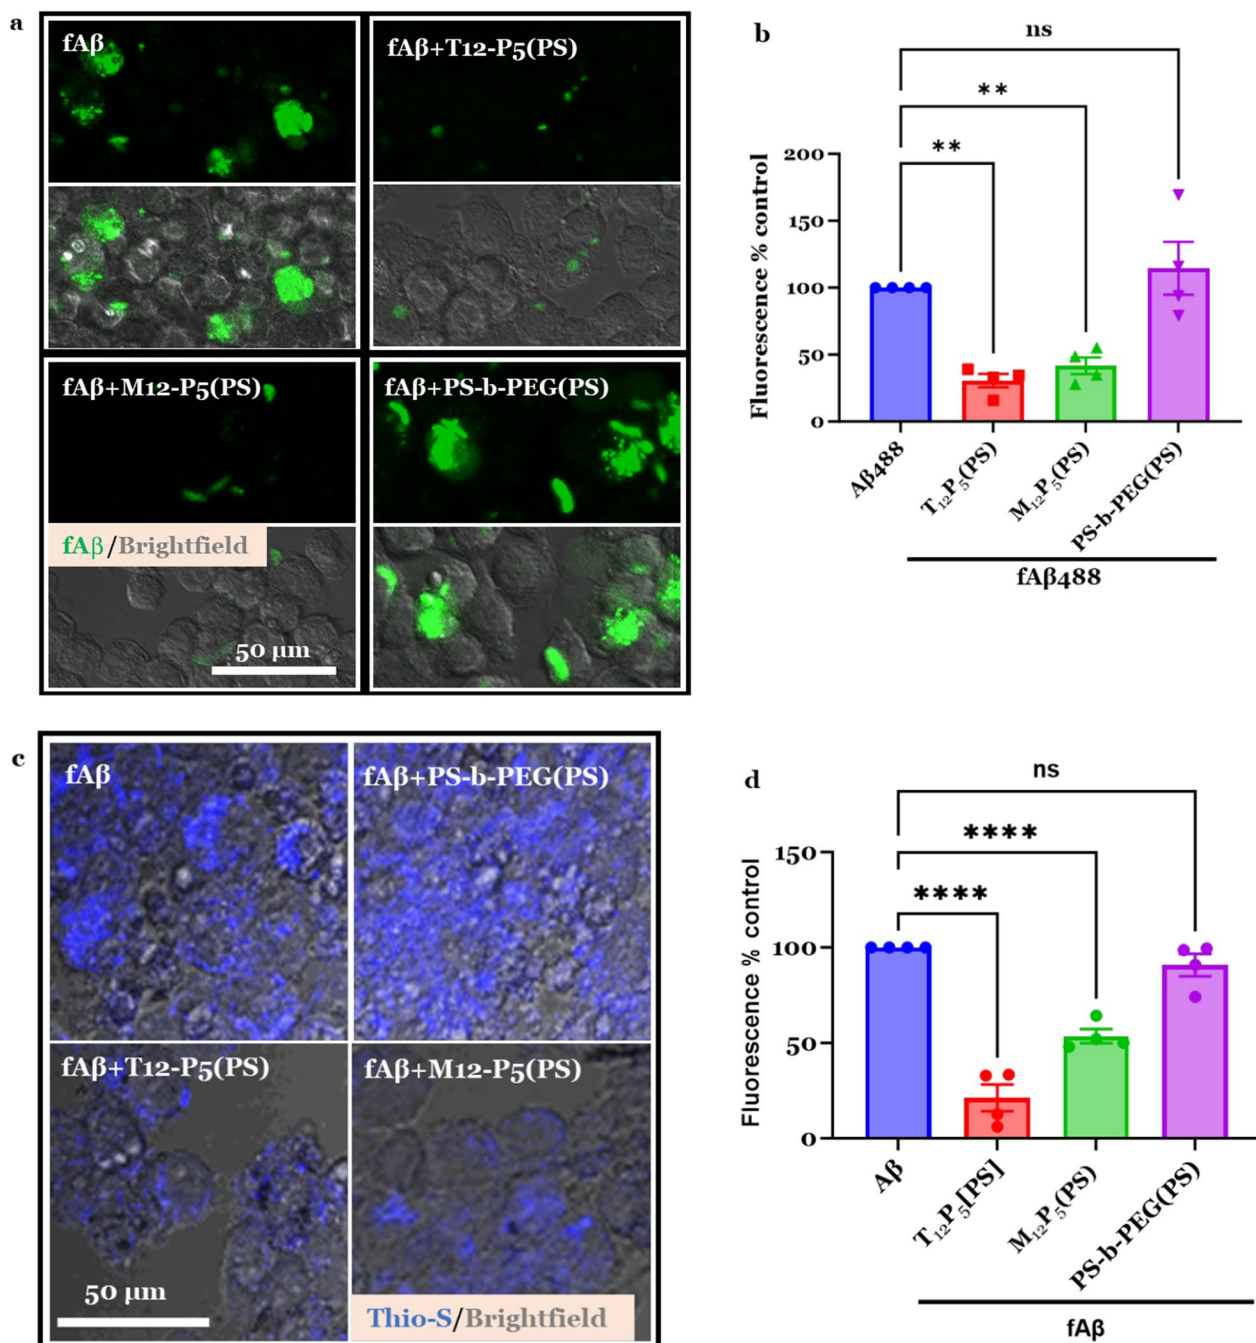 a
fAβ
fAβ+T12-P5(PS)
fAβ+M12-P5(PS)
fAβ+PS-b-PEG(PS)
fAβ/Brightfield
50 µm
b
ns
**
**
Fluorescence % control
200
150
100
50
0
Aβ488
T₁₂P₅(PS)
M₁₂P₅(PS)
PS-b-PEG(PS)
fAβ488
c
fAβ
fAβ+PS-b-PEG(PS)
fAβ+T12-P5(PS)
fAβ+M12-P5(PS)
50 µm
Thio-S/Brightfield
d
ns
****
****
Fluorescence % control
150
100
50
0
Aβ
T₁₂P₅[PS]
M₁₂P₅(PS)
PS-b-PEG(PS)
fAβ